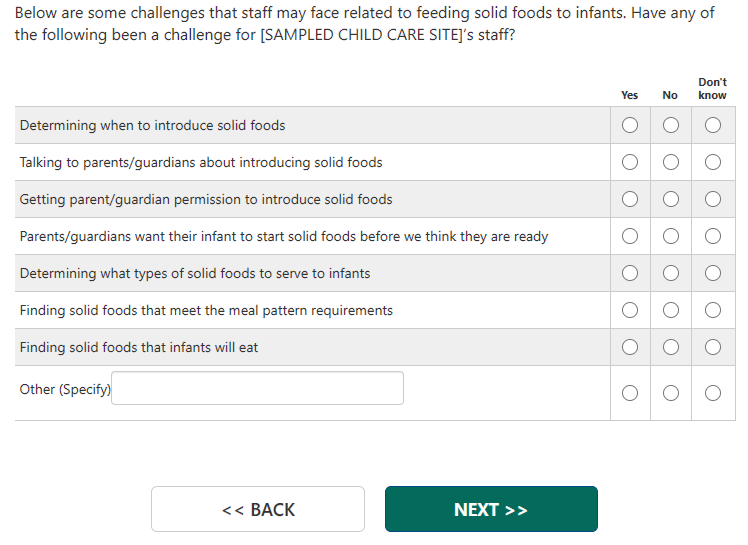 Below are some challenges that staff may face related to feeding solid foods to infants. Have any of
the following been a challenge for [SAMPLED CHILD CARE SITE]'s staff?
Yes No Don't know
Determining when to introduce solid foods
Talking to parents/guardians about introducing solid foods
Getting parent/guardian permission to introduce solid foods
Parents/guardians want their infant to start solid foods before we think they are ready
Determining what types of solid foods to serve to infants
Finding solid foods that meet the meal pattern requirements
Finding solid foods that infants will eat
Other (Specify)
<< BACK NEXT >>